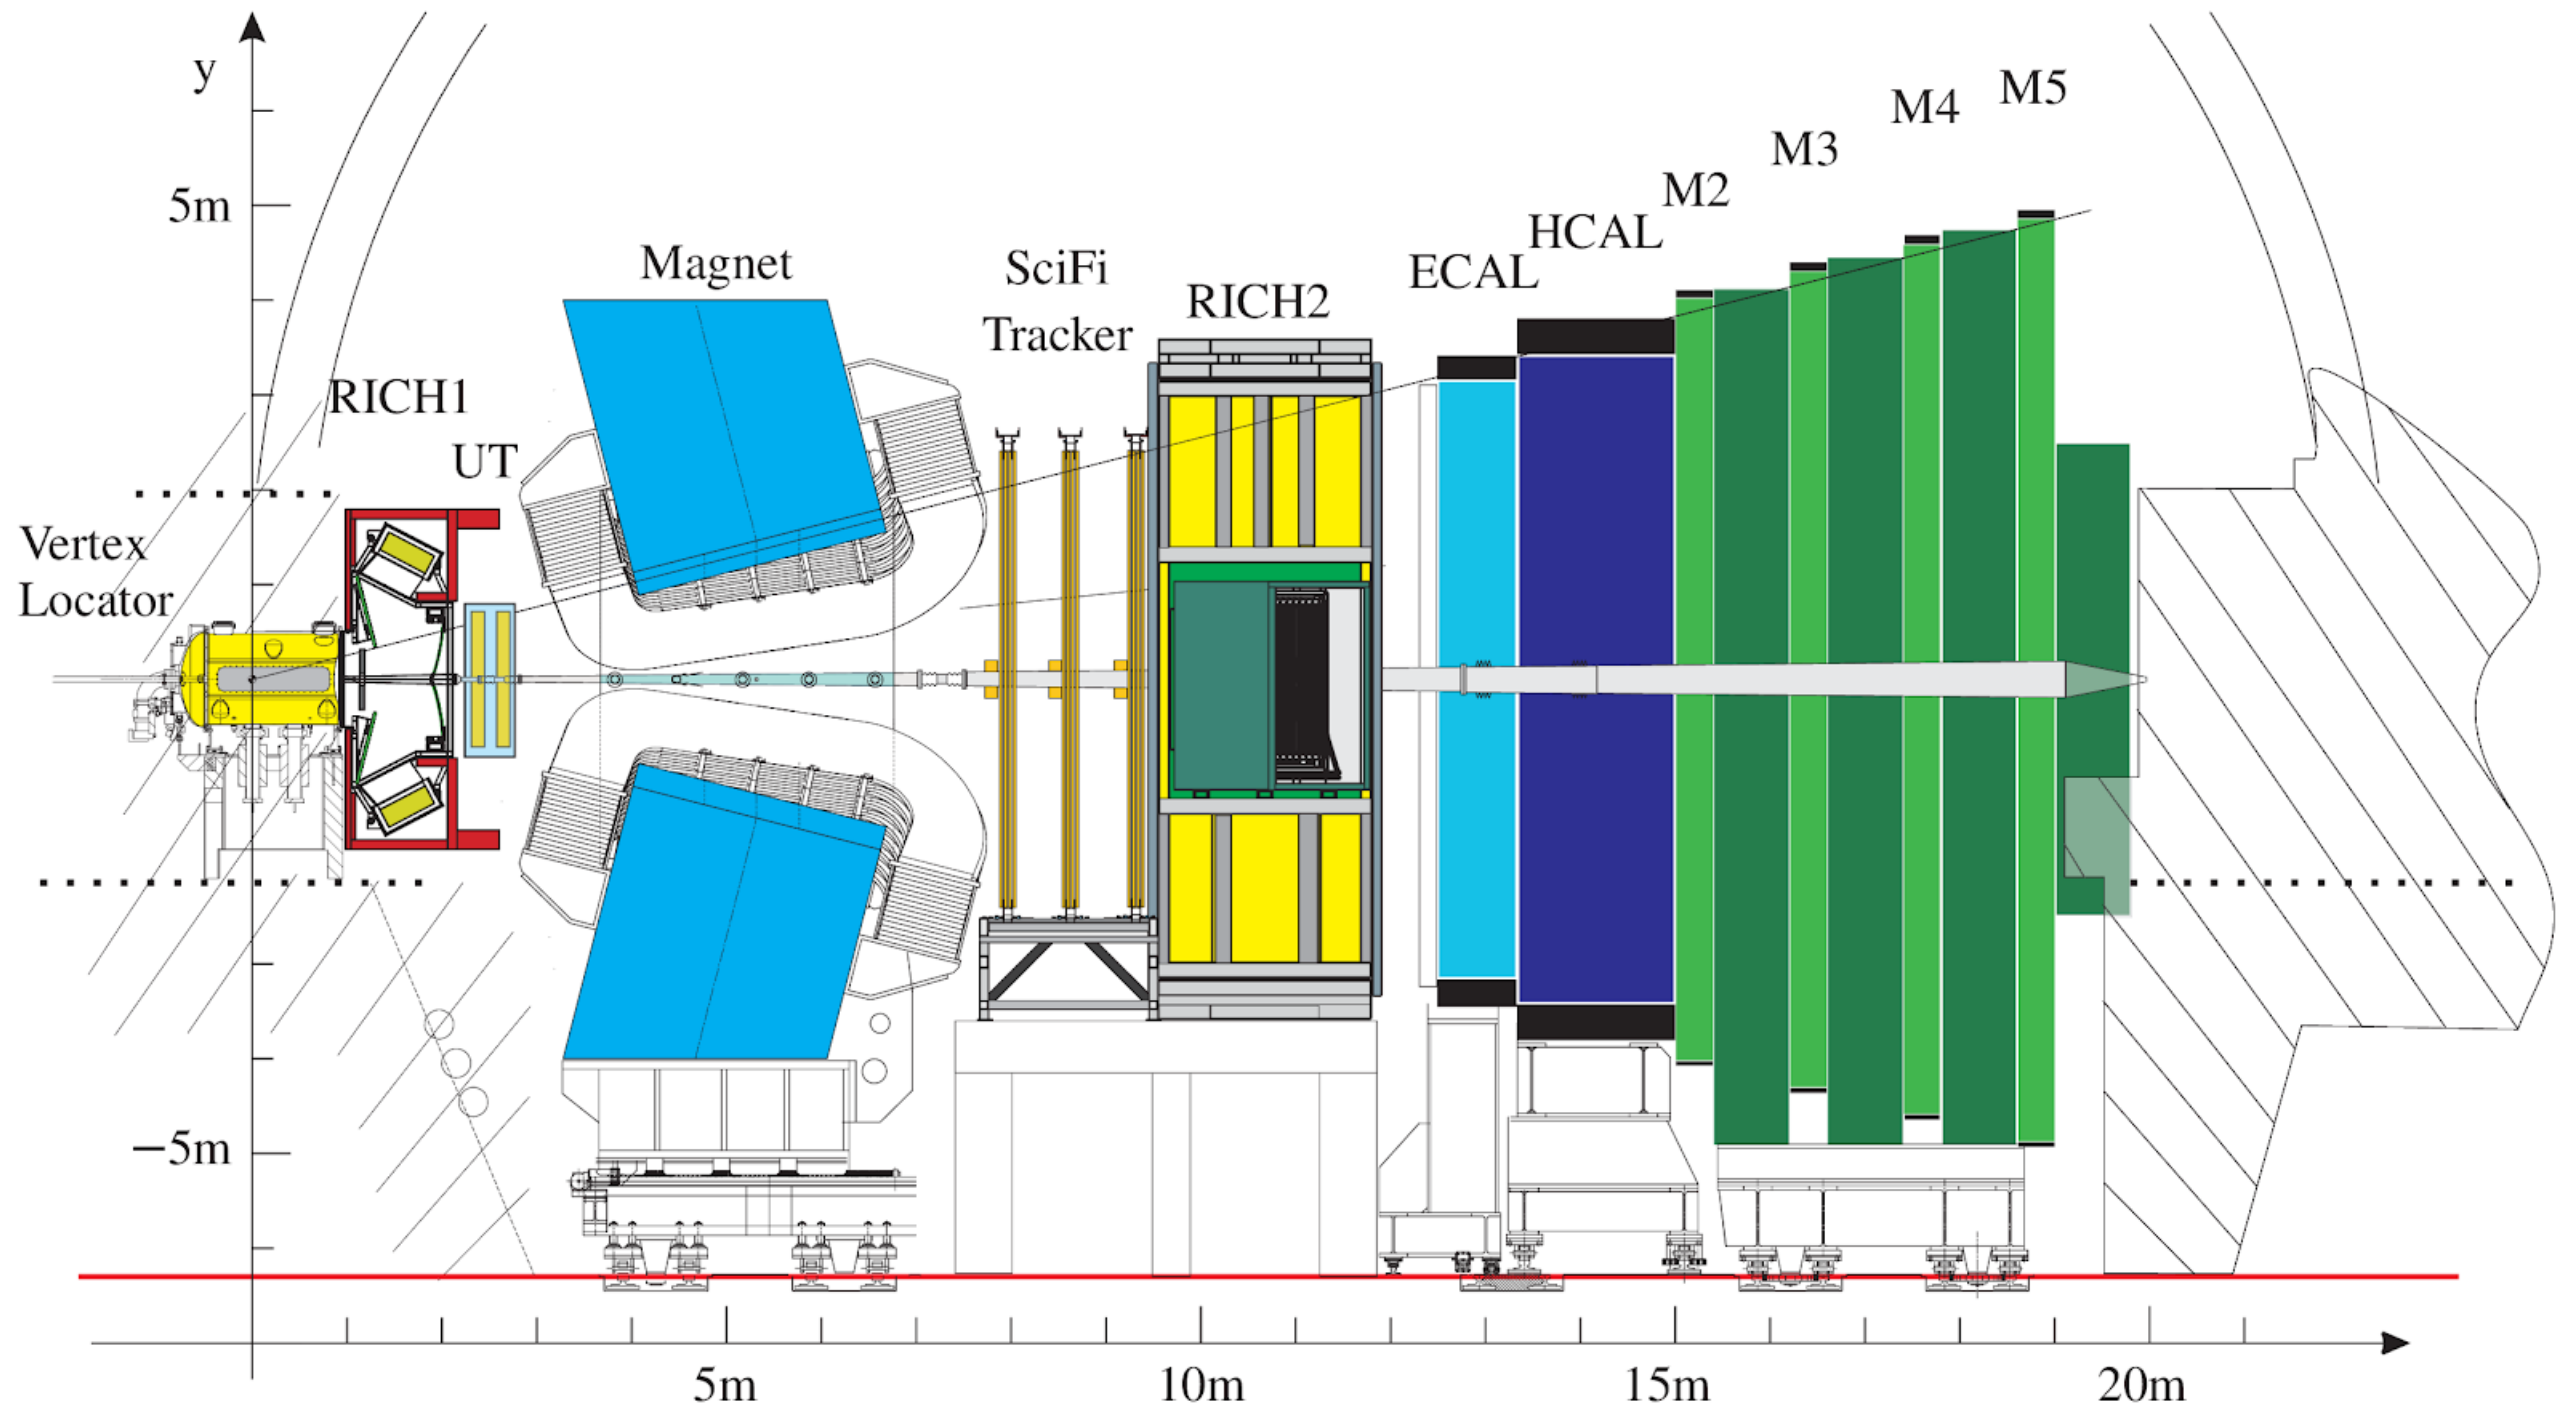 y
5m
−5m
Vertex
Locator
RICH1
UT
Magnet
SciFi
Tracker
RICH2
ECAL
HCAL
M2
M3
M4
M5
5m
10m
15m
20m